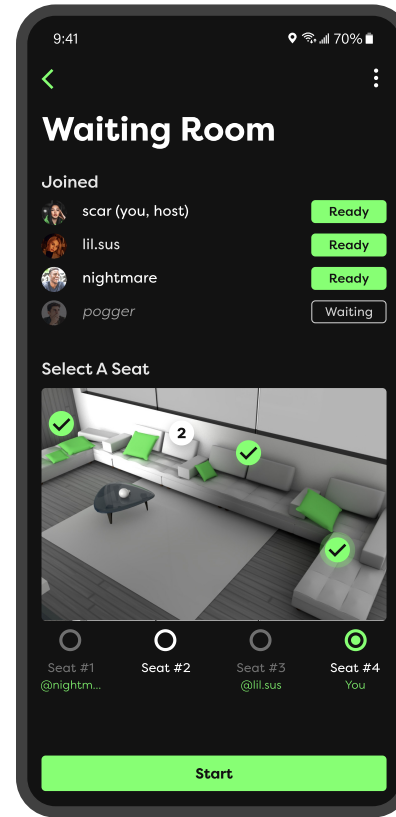 9:41 70%
Waiting Room
Joined
scar (you, host) Ready
lil.sus Ready
nightmare Ready
pogger Waiting
Select A Seat
2
Seat #1 Seat #2 Seat #3 Seat #4
@nightm... @lil.sus You
Start